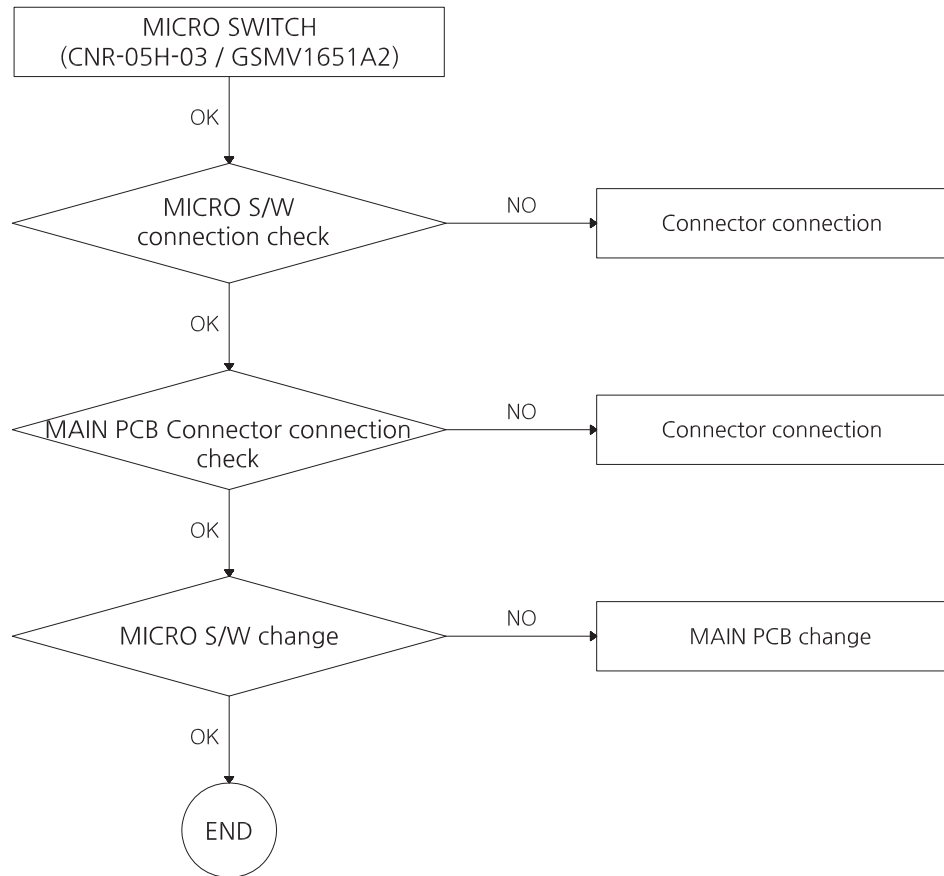 MICRO SWITCH
(CNR-05H-03 / GSMV1651A2)
OK
MICRO S/W
connection check
NO
Connector connection
OK
MAIN PCB Connector connection
check
NO
Connector connection
OK
MICRO S/W change
NO
MAIN PCB change
OK
END